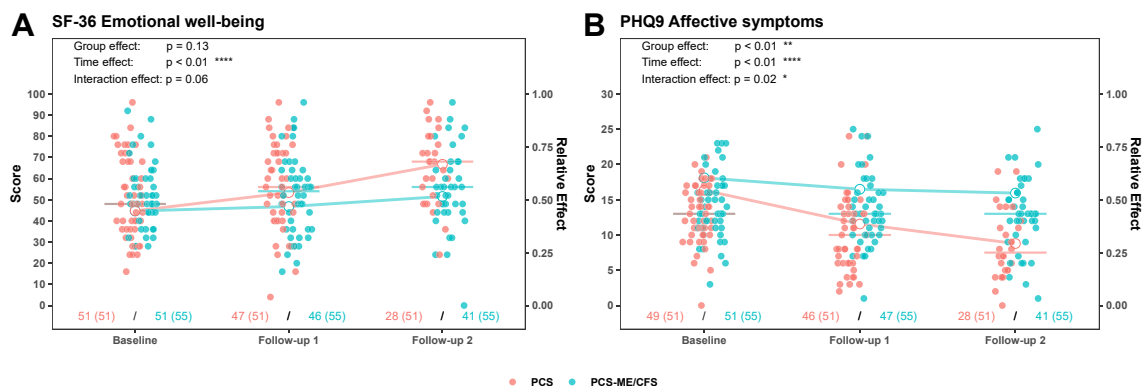 A SF-36 Emotional well-being
Group effect: p = 0.13
Time effect: p < 0.01 ****
Interaction effect: p = 0.06
100
90
80
70
60
50
40
30
20
10
0
Score
1.00
0.75
0.50
0.25
0.00
Relative Effect
51 (51) / 51 (55)
47 (51) / 46 (55)
28 (51) / 41 (55)
Baseline
Follow-up 1
Follow-up 2
B PHQ9 Affective symptoms
Group effect: p < 0.01 **
Time effect: p < 0.01 ****
Interaction effect: p = 0.02 *
30
25
20
15
10
5
0
Score
1.00
0.75
0.50
0.25
0.00
Relative Effect
49 (51) / 51 (55)
46 (51) / 47 (55)
28 (51) / 41 (55)
Baseline
Follow-up 1
Follow-up 2
PCS
PCS-ME/CFS